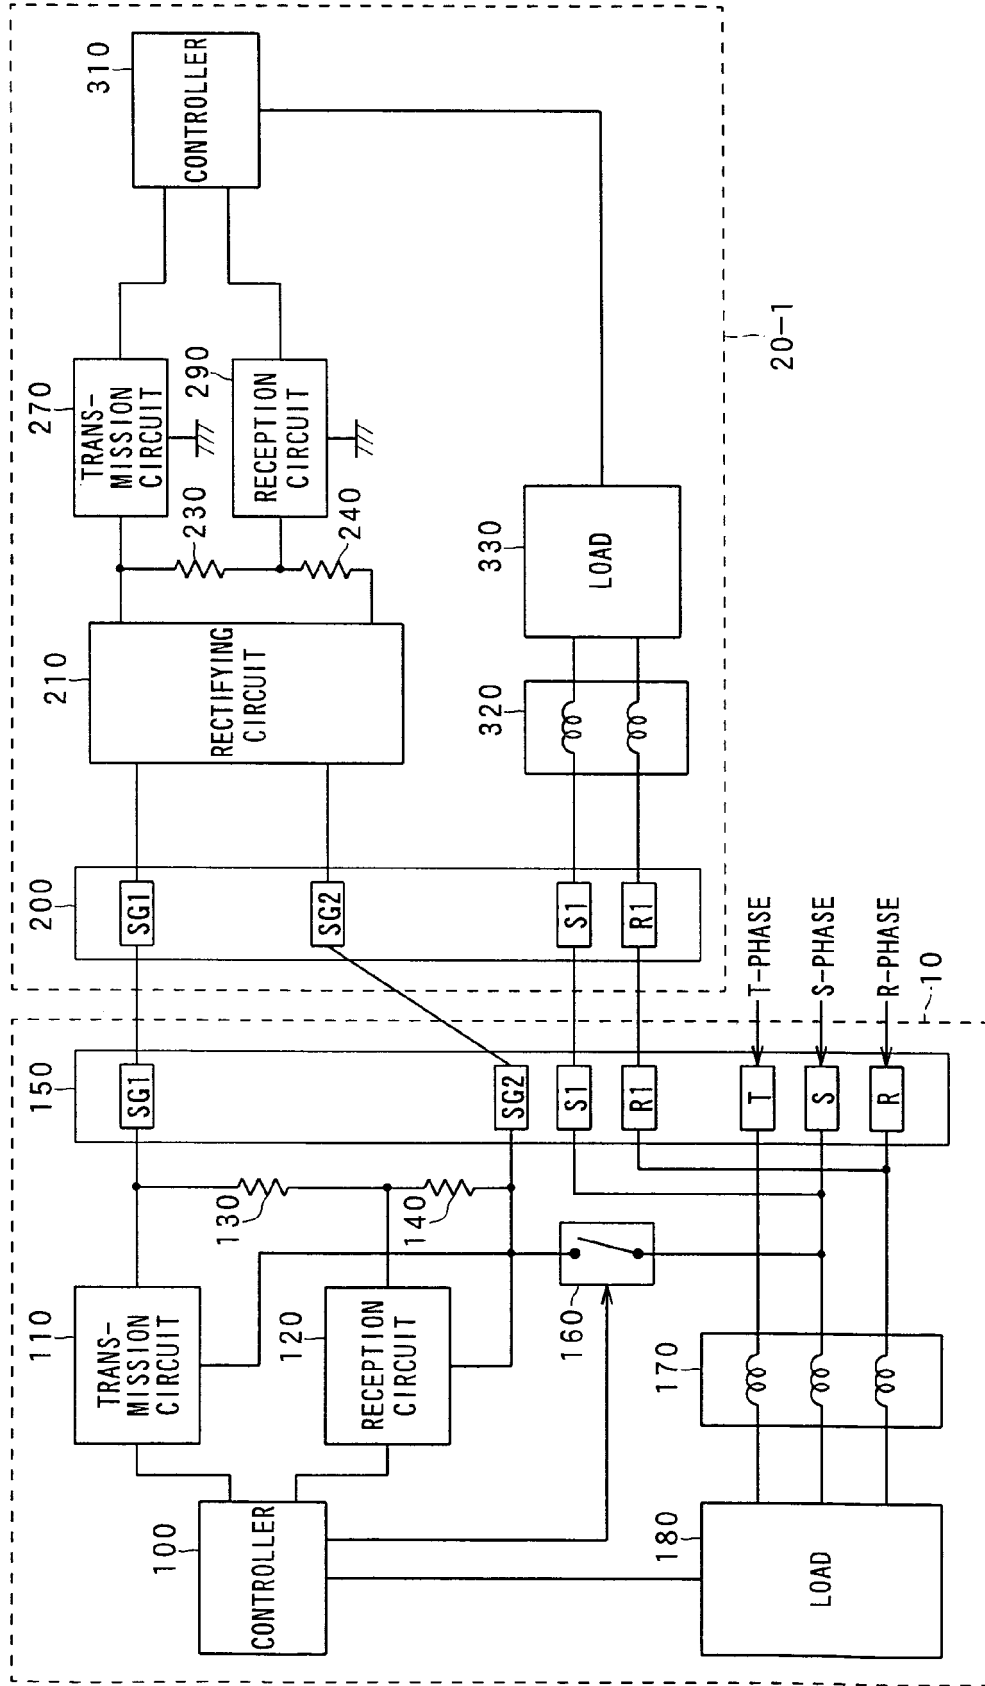 310
CONTROLLER
270
TRANS-
MISSION
CIRCUIT
290
RECEPTION
CIRCUIT
230
240
210
RECTIFYING
CIRCUIT
330
LOAD
320
20-1
200
SG1
SG2
S1
R1
T-PHASE
S-PHASE
R-PHASE
10
150
SG1
SG2
S1
R1
T
S
R
130
140
110
TRANS-
MISSION
CIRCUIT
120
RECEPTION
CIRCUIT
160
170
100
CONTROLLER
180
LOAD